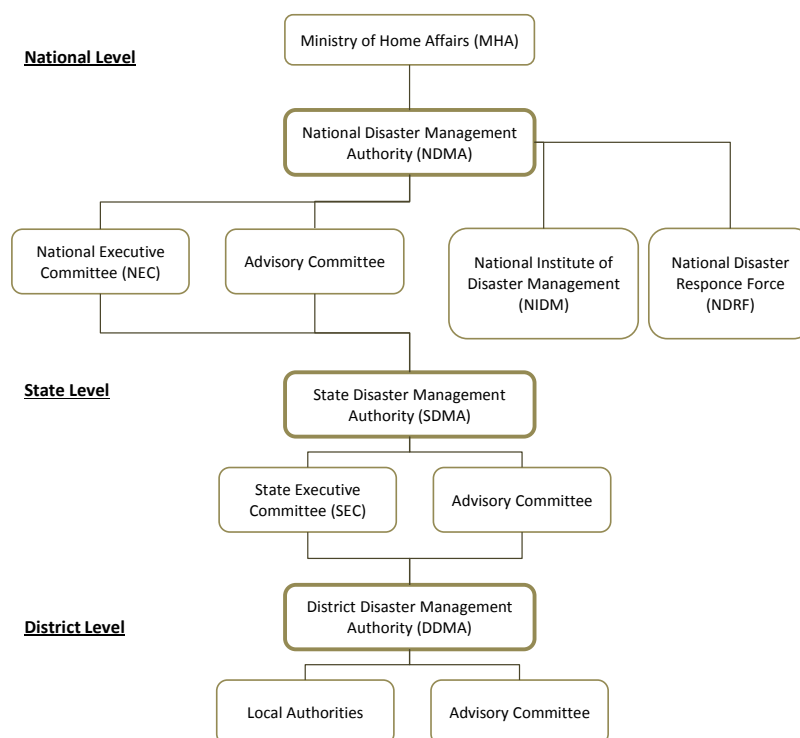 Ministry of Home Affairs (MHA)
National Level
National Disaster Management
Authority (NDMA)
National Executive
Committee (NEC)
Advisory Committee
National Institute of
Disaster Management
(NIDM)
National Disaster
Responce Force
(NDRF)
State Level
State Disaster Management
Authority (SDMA)
State Executive
Committee (SEC)
Advisory Committee
District Disaster Management
Authority (DDMA)
District Level
Local Authorities
Advisory Committee